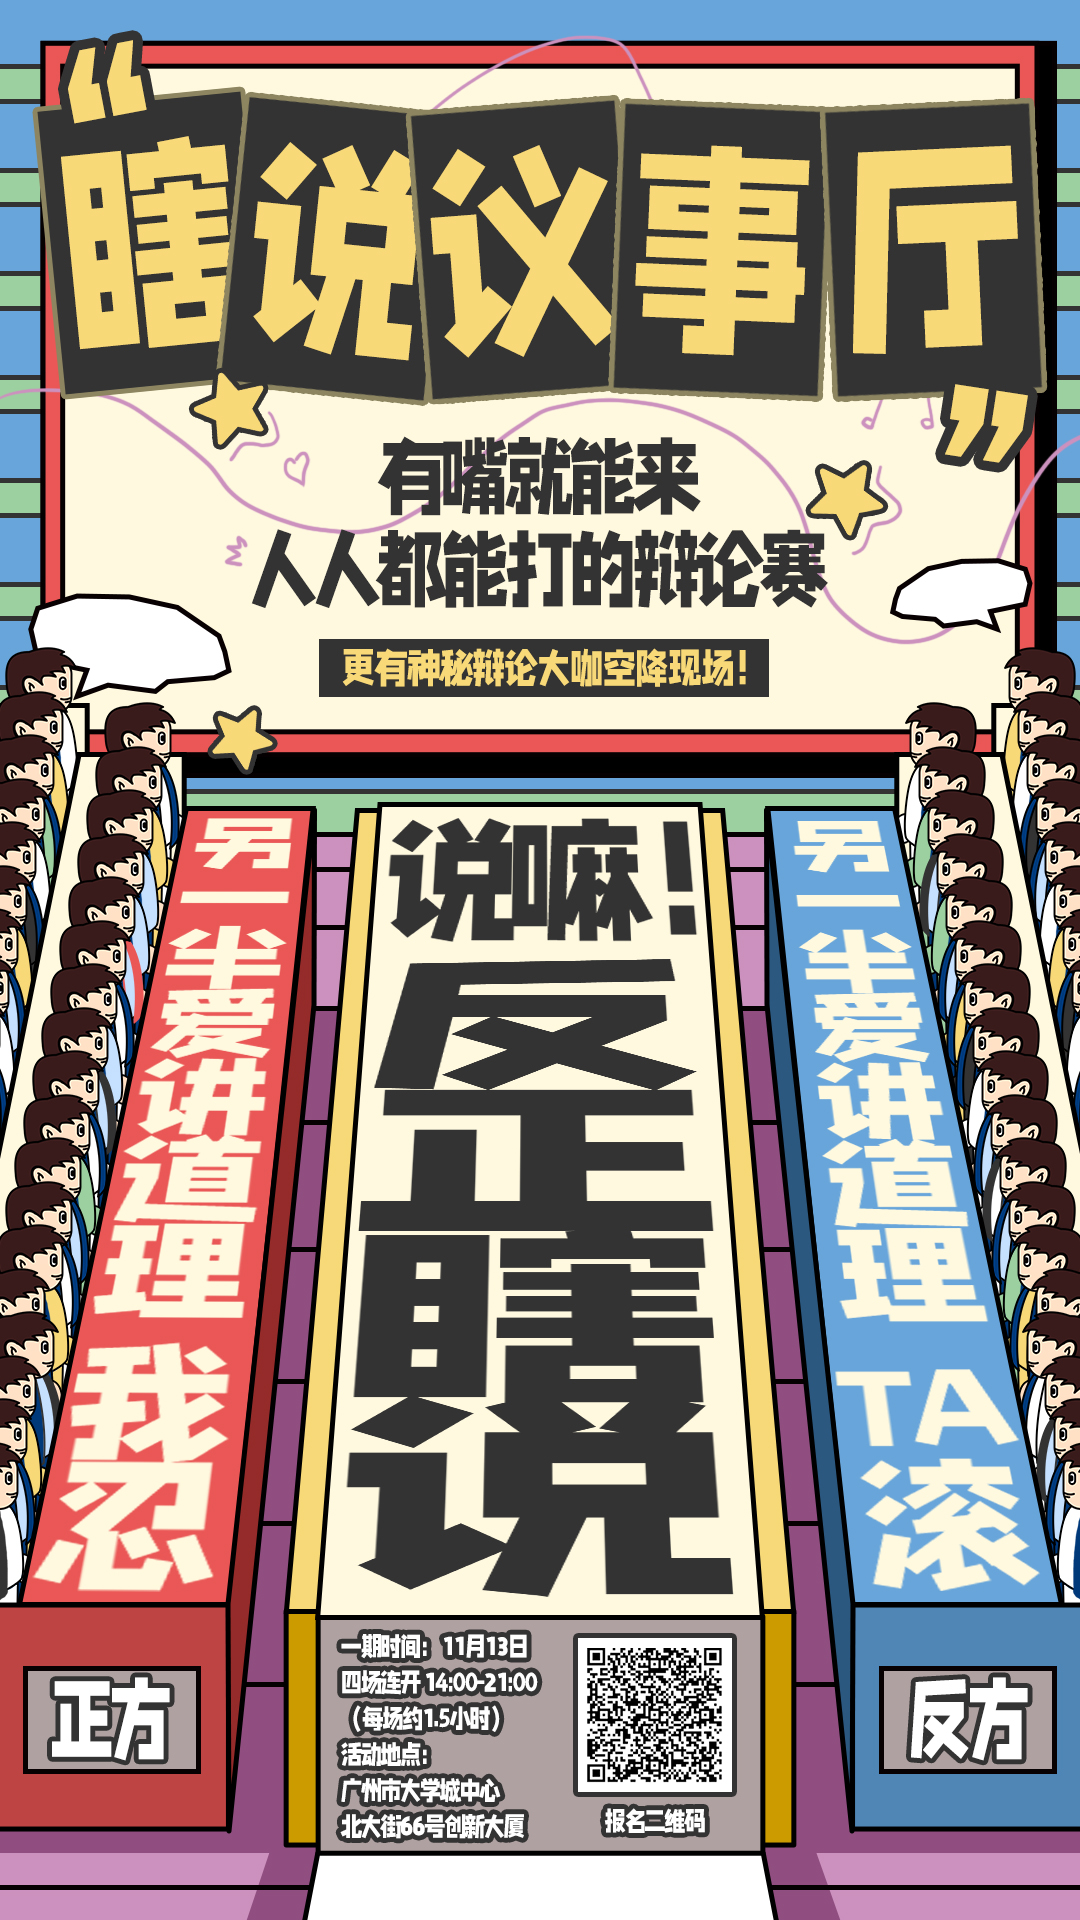 “瞎说议事厅”
有嘴就能来
人人都能打的辩论赛
更有神秘辩论大咖空降现场！
另一半爱讲道理 我忍
说嘛！反正瞎说
另一半爱讲道理 TA滚
正方
一期时间：11月13日
四场连开 14:00-21:00
（每场约1.5小时）
活动地点：
广州市大学城中心
北大街66号创新大厦
报名二维码
反方